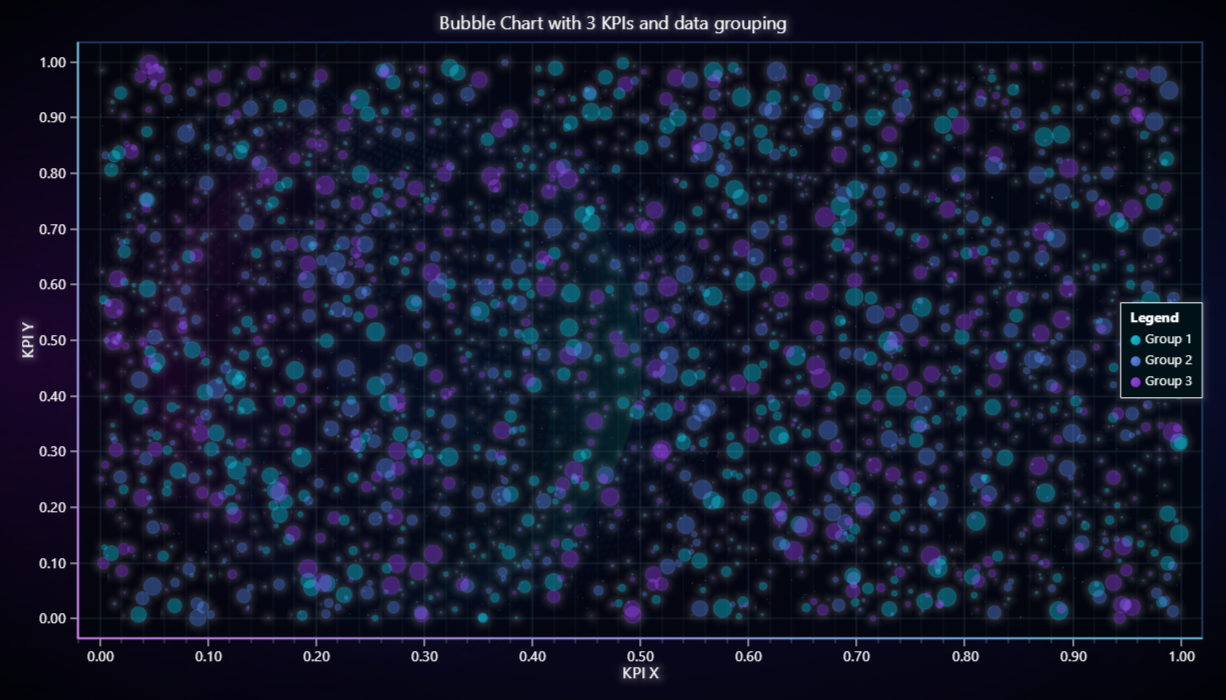 Bubble Chart with 3 KPIs and data grouping
1.00
0.90
0.80
0.70
0.60
0.50
0.40
0.30
0.20
0.10
0.00
KPI Y
Legend
Group 1
Group 2
Group 3
0.00 0.10 0.20 0.30 0.40 0.50 0.60 0.70 0.80 0.90 1.00
KPI X